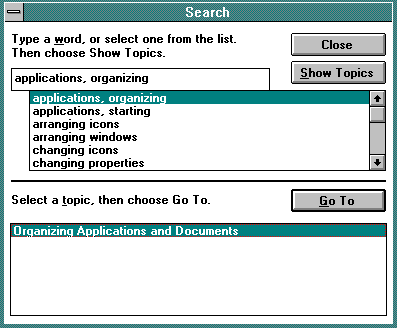 Search
Type a word, or select one from the list.
Then choose Show Topics.
Close
Show Topics
applications, organizing
applications, organizing
applications, starting
arranging icons
arranging windows
changing icons
changing properties
Select a topic, then choose Go To.
Go To
Organizing Applications and Documents